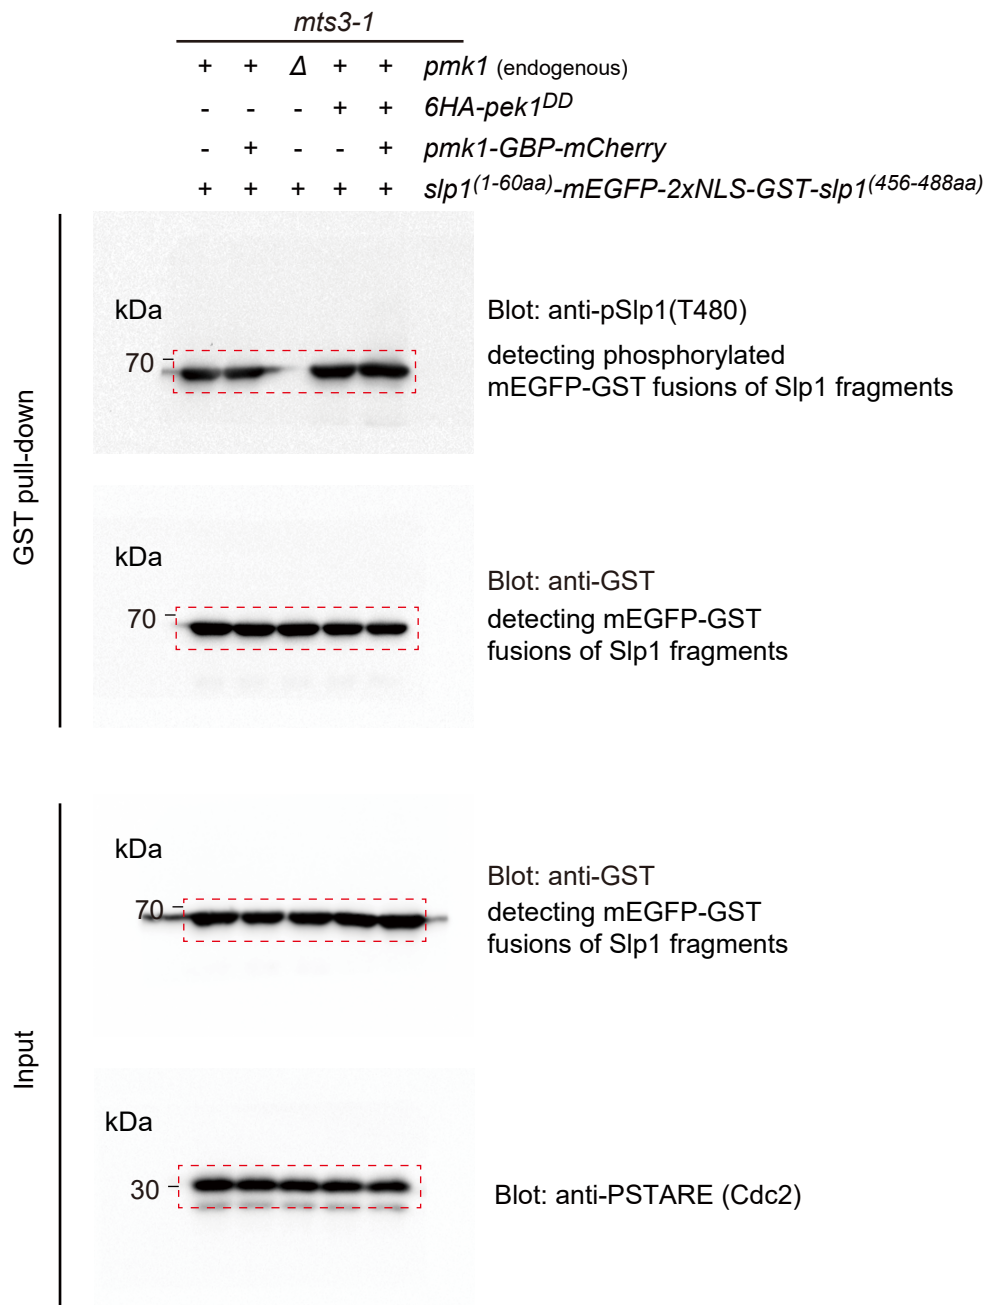 mts3-1
+ + Δ + + pmk1 (endogenous)
- - - + + 6HA-pek1^DD
- + - - + pmk1-GBP-mCherry
+ + + + + slp1^(1-60aa)-mEGFP-2xNLS-GST-slp1^(456-488aa)
GST pull-down
kDa
70
Blot: anti-pSlp1(T480)
detecting phosphorylated
mEGFP-GST fusions of Slp1 fragments
kDa
70
Blot: anti-GST
detecting mEGFP-GST
fusions of Slp1 fragments
Input
kDa
70
Blot: anti-GST
detecting mEGFP-GST
fusions of Slp1 fragments
kDa
30
Blot: anti-PSTARE (Cdc2)